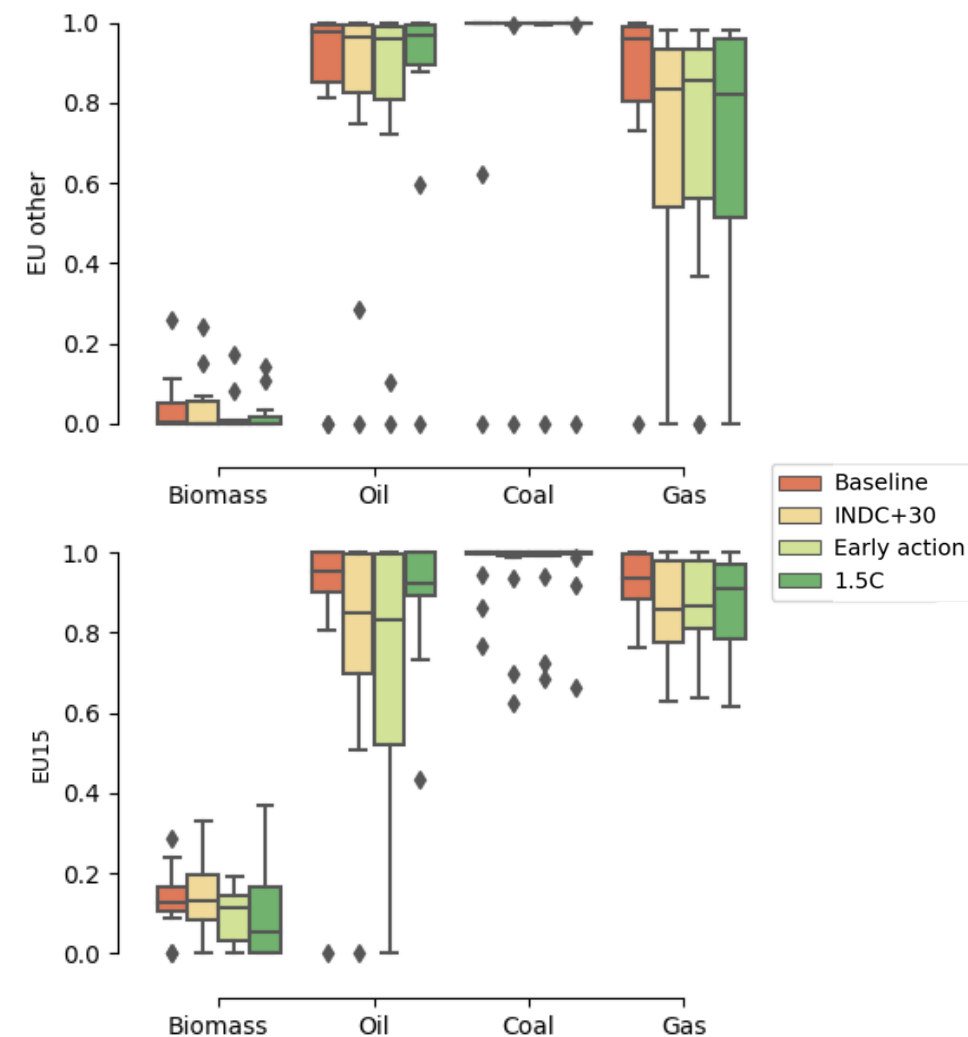 1.0
0.8
0.6
0.4
0.2
0.0
EU other
Biomass Oil Coal Gas
Baseline
INDC+30
Early action
1.5C
1.0
0.8
0.6
0.4
0.2
0.0
EU15
Biomass Oil Coal Gas